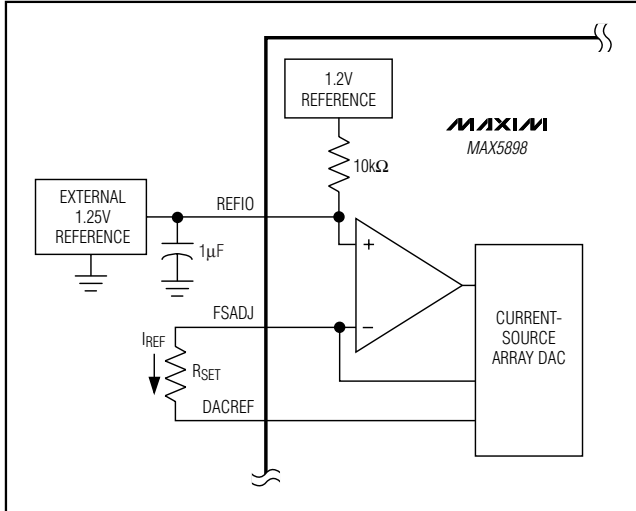 1.2V
REFERENCE
MAXIM
MAX5898
10kΩ
EXTERNAL
1.25V
REFERENCE
REFIO
1µF
+
FSADJ
−
IREF
RSET
DACREF
CURRENT-
SOURCE
ARRAY DAC